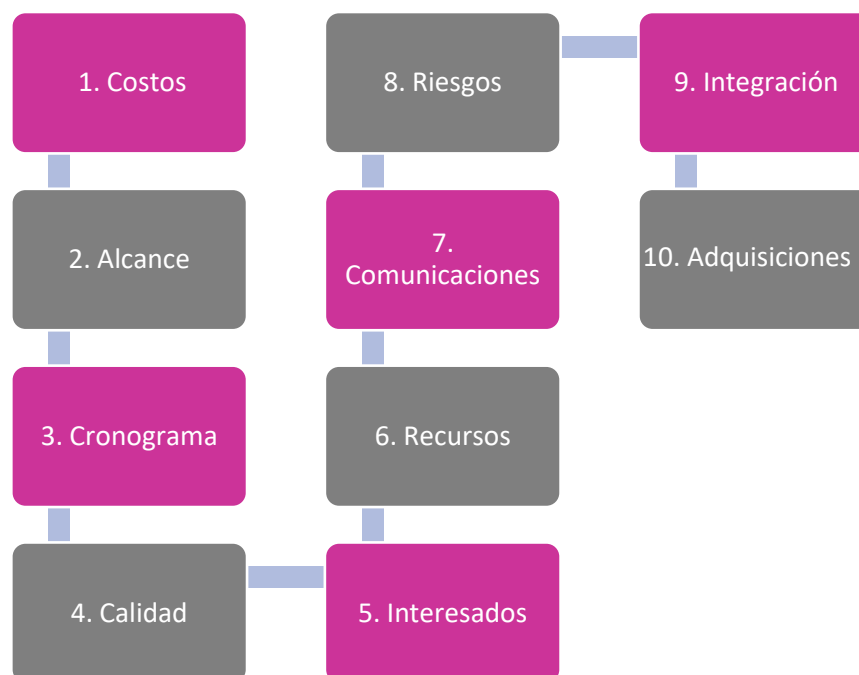 1. Costos
2. Alcance
3. Cronograma
4. Calidad
5. Interesados
6. Recursos
7.
Comunicaciones
8. Riesgos
9. Integración
10. Adquisiciones